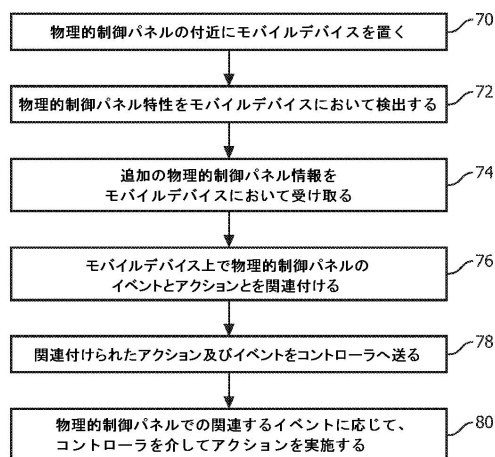 物理的制御パネルの付近にモバイルデバイスを置く
70
物理的制御パネル特性をモバイルデバイスにおいて検出する
72
追加の物理的制御パネル情報を
モバイルデバイスにおいて受け取る
74
モバイルデバイス上で物理的制御パネルの
イベントとアクションとを関連付ける
76
関連付けられたアクション及びイベントをコントローラへ送る
78
物理的制御パネルでの関連するイベントに応じて、
コントローラを介してアクションを実施する
80